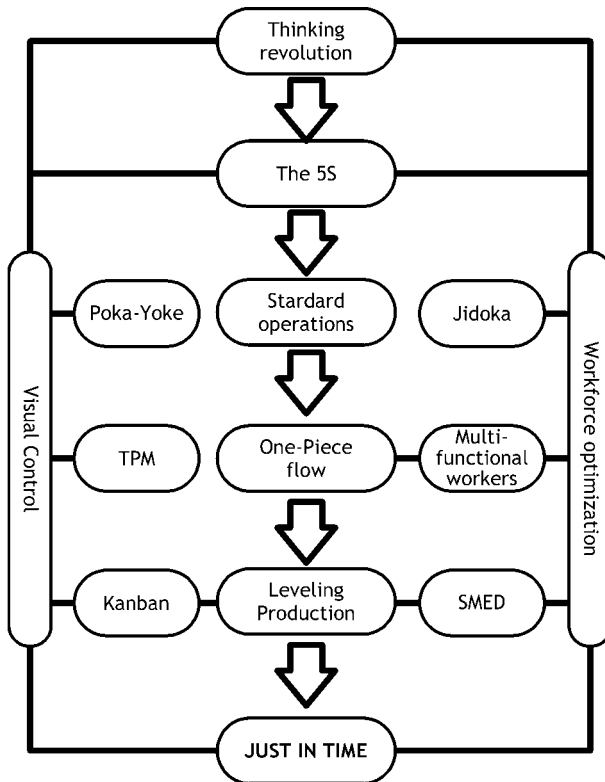 Thinking
revolution
The 5S
Poka-Yoke
Stardard
operations
Jidoka
Visual Control
Workforce optimization
TPM
One-Piece
flow
Multi-
functional
workers
Kanban
Leveling
Production
SMED
JUST IN TIME